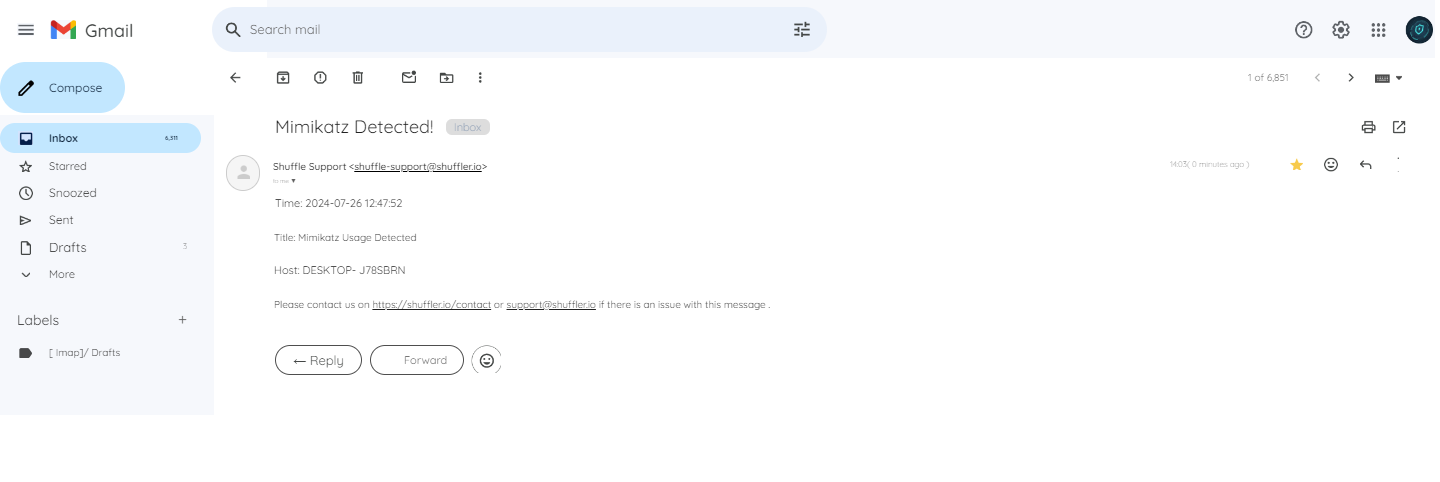 Gmail
Search mail
Compose
1 of 6,851
Inbox 6,311
Starred
Snoozed
Sent
Drafts 3
More
Labels +
[ Imap]/ Drafts
Mimikatz Detected! Inbox
Shuffle Support <shuffle-support@shuffler.io>
14:03( 0 minutes ago )
Time: 2024-07-26 12:47:52
Title: Mimikatz Usage Detected
Host: DESKTOP- J78SBRN
Please contact us on https://shuffler.io/contact or support@shuffler.io if there is an issue with this message .
← Reply
Forward